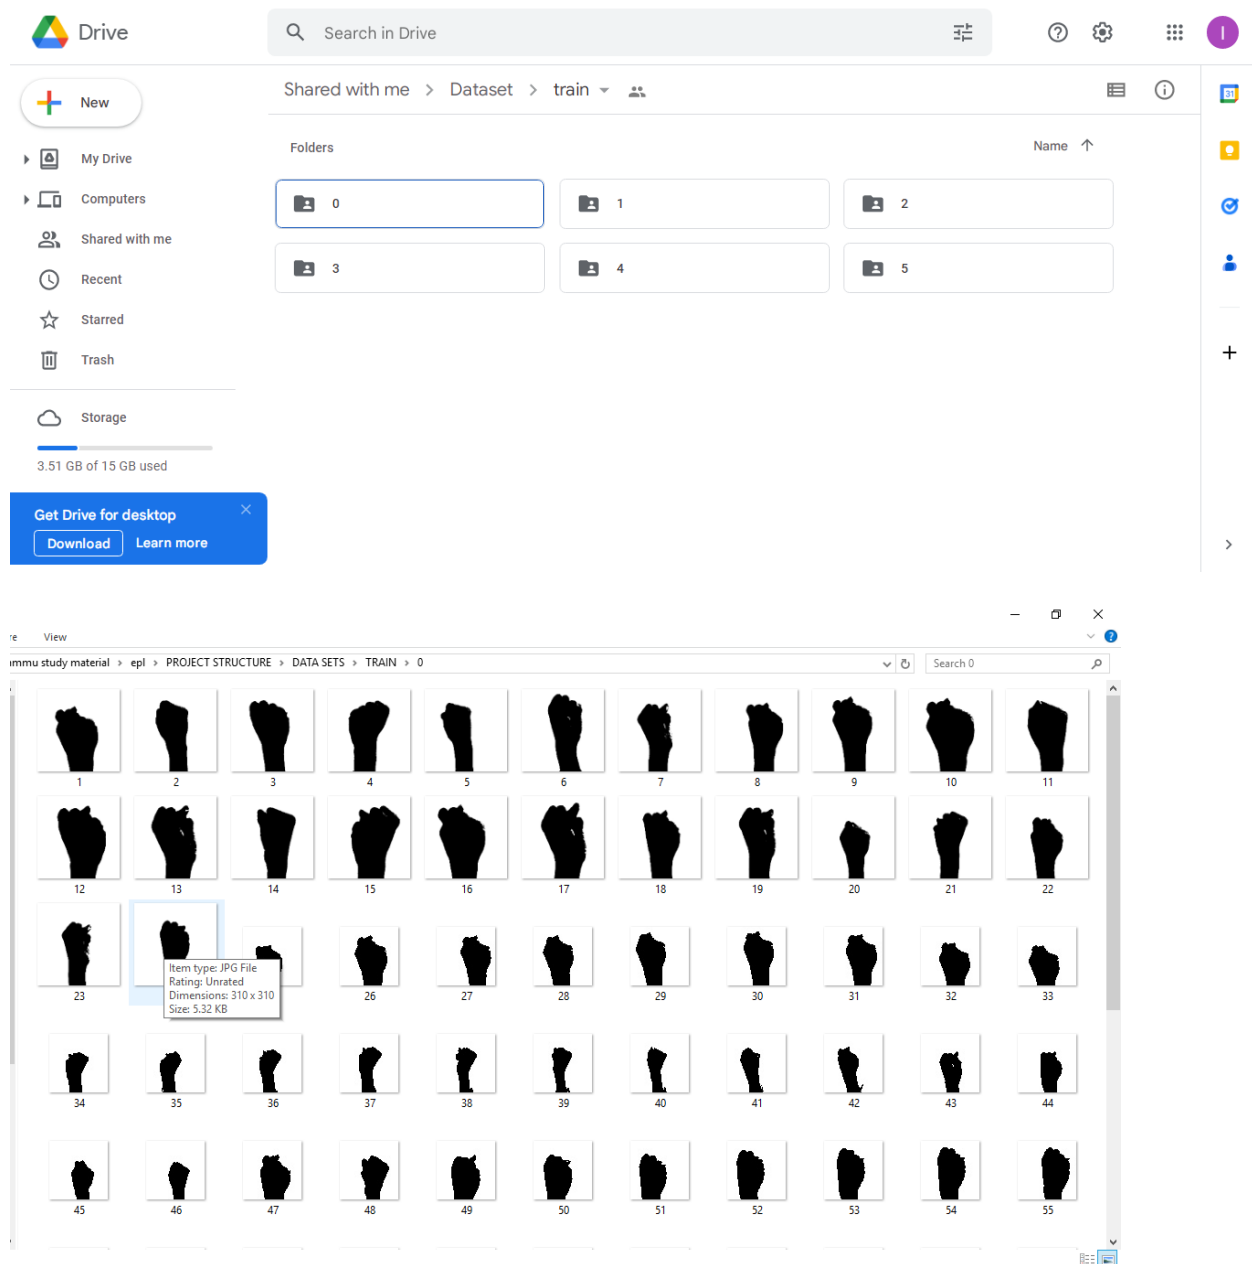 Drive
Search in Drive
I
New
Shared with me > Dataset > train
31
Folders
Name
My Drive
Computers
Shared with me
Recent
Starred
Trash
0 1 2
3 4 5
Storage
3.51 GB of 15 GB used
Get Drive for desktop
Download Learn more
re View
?
ammu study material > epl > PROJECT STRUCTURE > DATA SETS > TRAIN > 0
Search 0
1 2 3 4 5 6 7 8 9 10 11
12 13 14 15 16 17 18 19 20 21 22
Item type: JPG File
Rating: Unrated
Dimensions: 310 x 310
Size: 5.32 KB
23 26 27 28 29 30 31 32 33
34 35 36 37 38 39 40 41 42 43 44
45 46 47 48 49 50 51 52 53 54 55